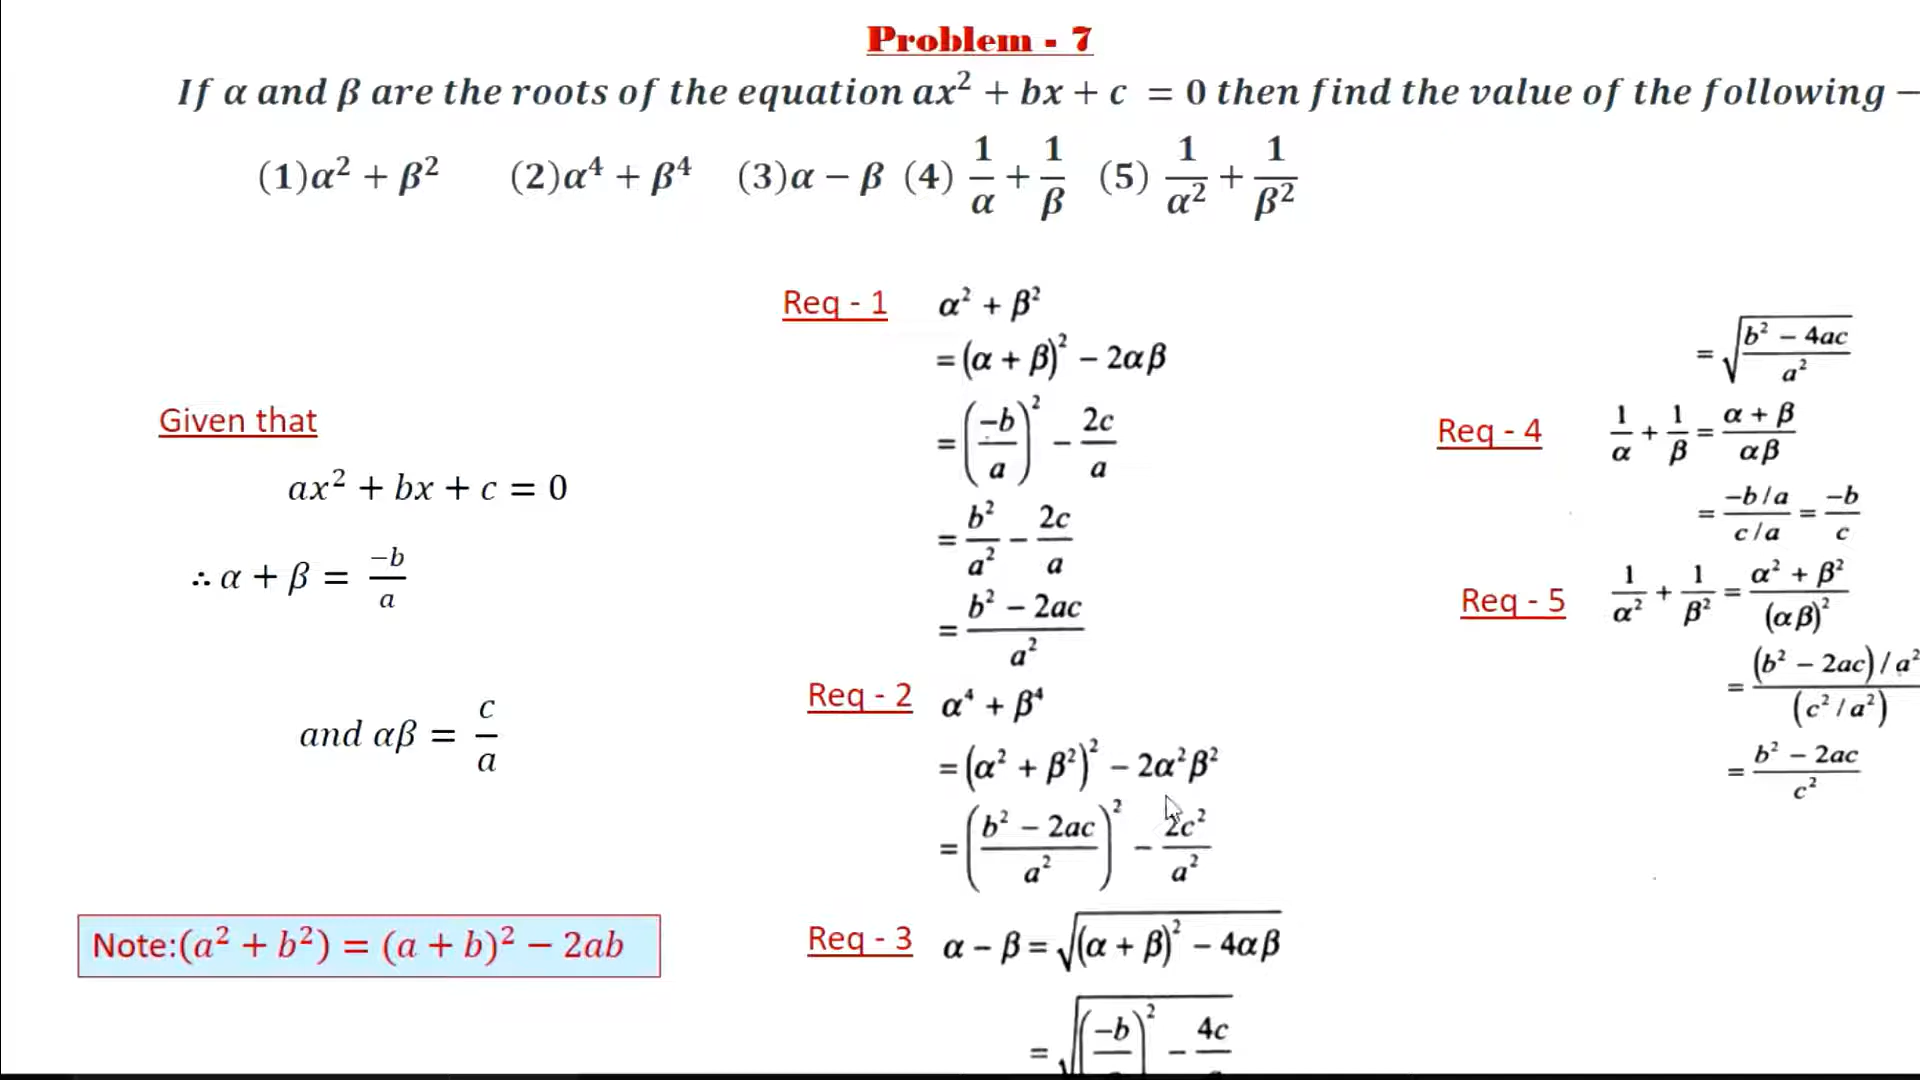 Problem - 7
If α and β are the roots of the equation ax² + bx + c = 0 then find the value of the following −
(1)α² + β² (2)α⁴ + β⁴ (3)α − β (4) 1/α + 1/β (5) 1/α² + 1/β²
Given that
ax² + bx + c = 0
∴ α + β = −b/a
and αβ = c/a
Note:(a² + b²) = (a + b)² − 2ab
Req - 1 α² + β²
= (α + β)² − 2αβ
= (−b/a)² − 2c/a
= b²/a² − 2c/a
= (b² − 2ac)/a²
Req - 2 α⁴ + β⁴
= (α² + β²)² − 2α²β²
= ((b² − 2ac)/a²)² − 2c²/a²
Req - 3 α − β = √((α + β)² − 4αβ)
= √((−b/)² − 4c/)
= √((b² − 4ac)/a²)
Req - 4 1/α + 1/β = (α + β)/αβ
= (−b/a)/(c/a) = −b/c
Req - 5 1/α² + 1/β² = (α² + β²)/(αβ)²
= ((b² − 2ac)/a²)/(c²/a²)
= (b² − 2ac)/c²